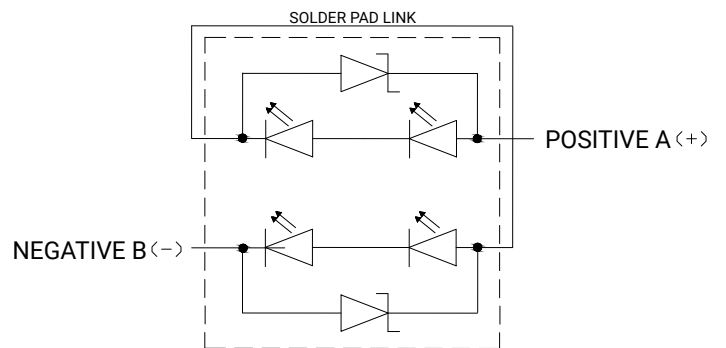 SOLDER PAD LINK
POSITIVE A（+）
NEGATIVE B（−）